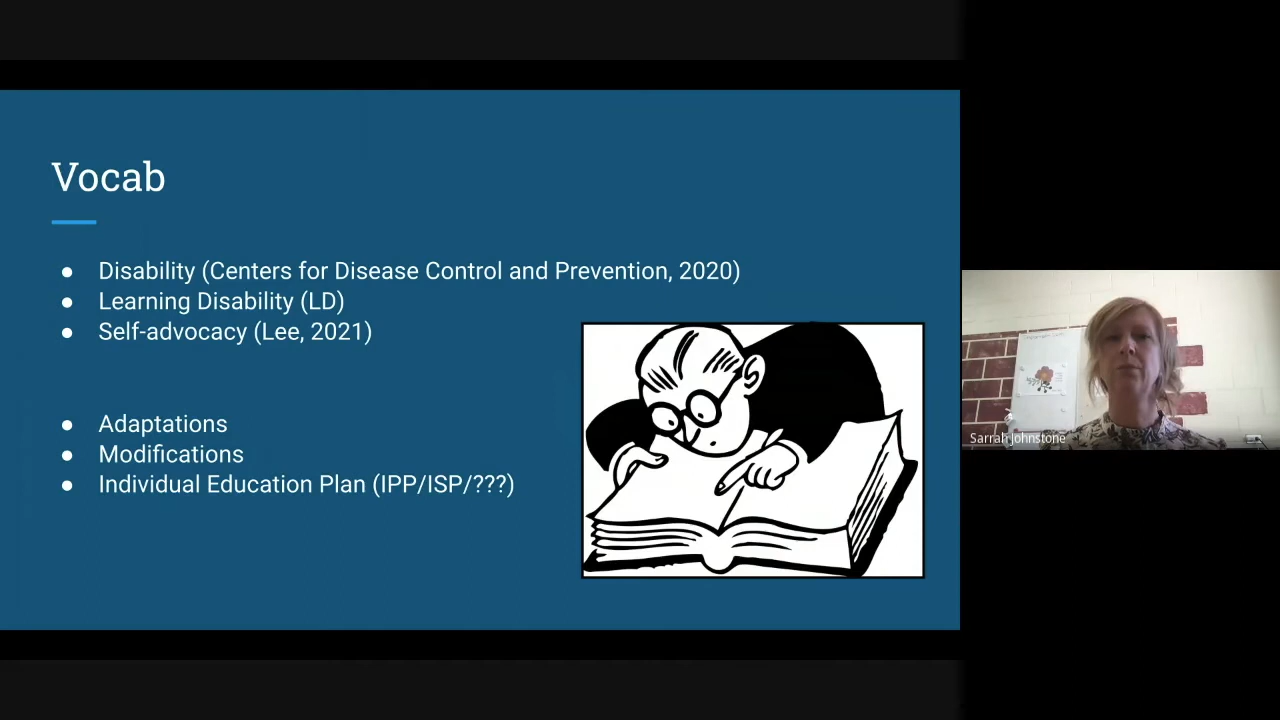 Vocab
● Disability (Centers for Disease Control and Prevention, 2020)
● Learning Disability (LD)
● Self-advocacy (Lee, 2021)
● Adaptations
● Modifications
● Individual Education Plan (IPP/ISP/???)
Sarrah Johnstone